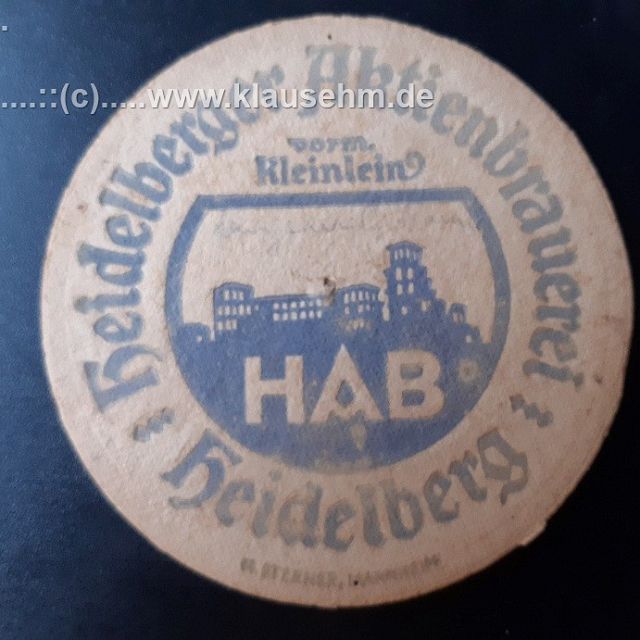 .....::(c).....www.klausehm.de
Heidelberger Aktienbrauerei
vorm.
Kleinlein
HAB
Heidelberg